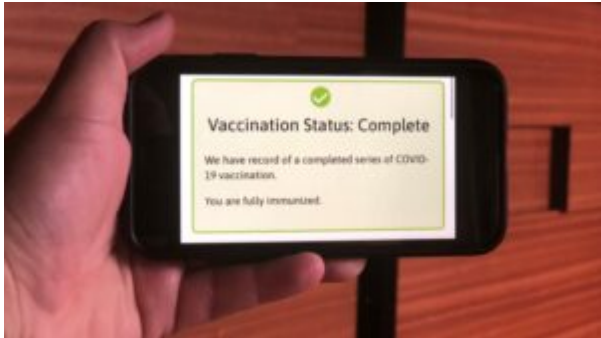 Vaccination Status: Complete
We have record of a completed series of COVID-
19 vaccination.
You are fully immunized.